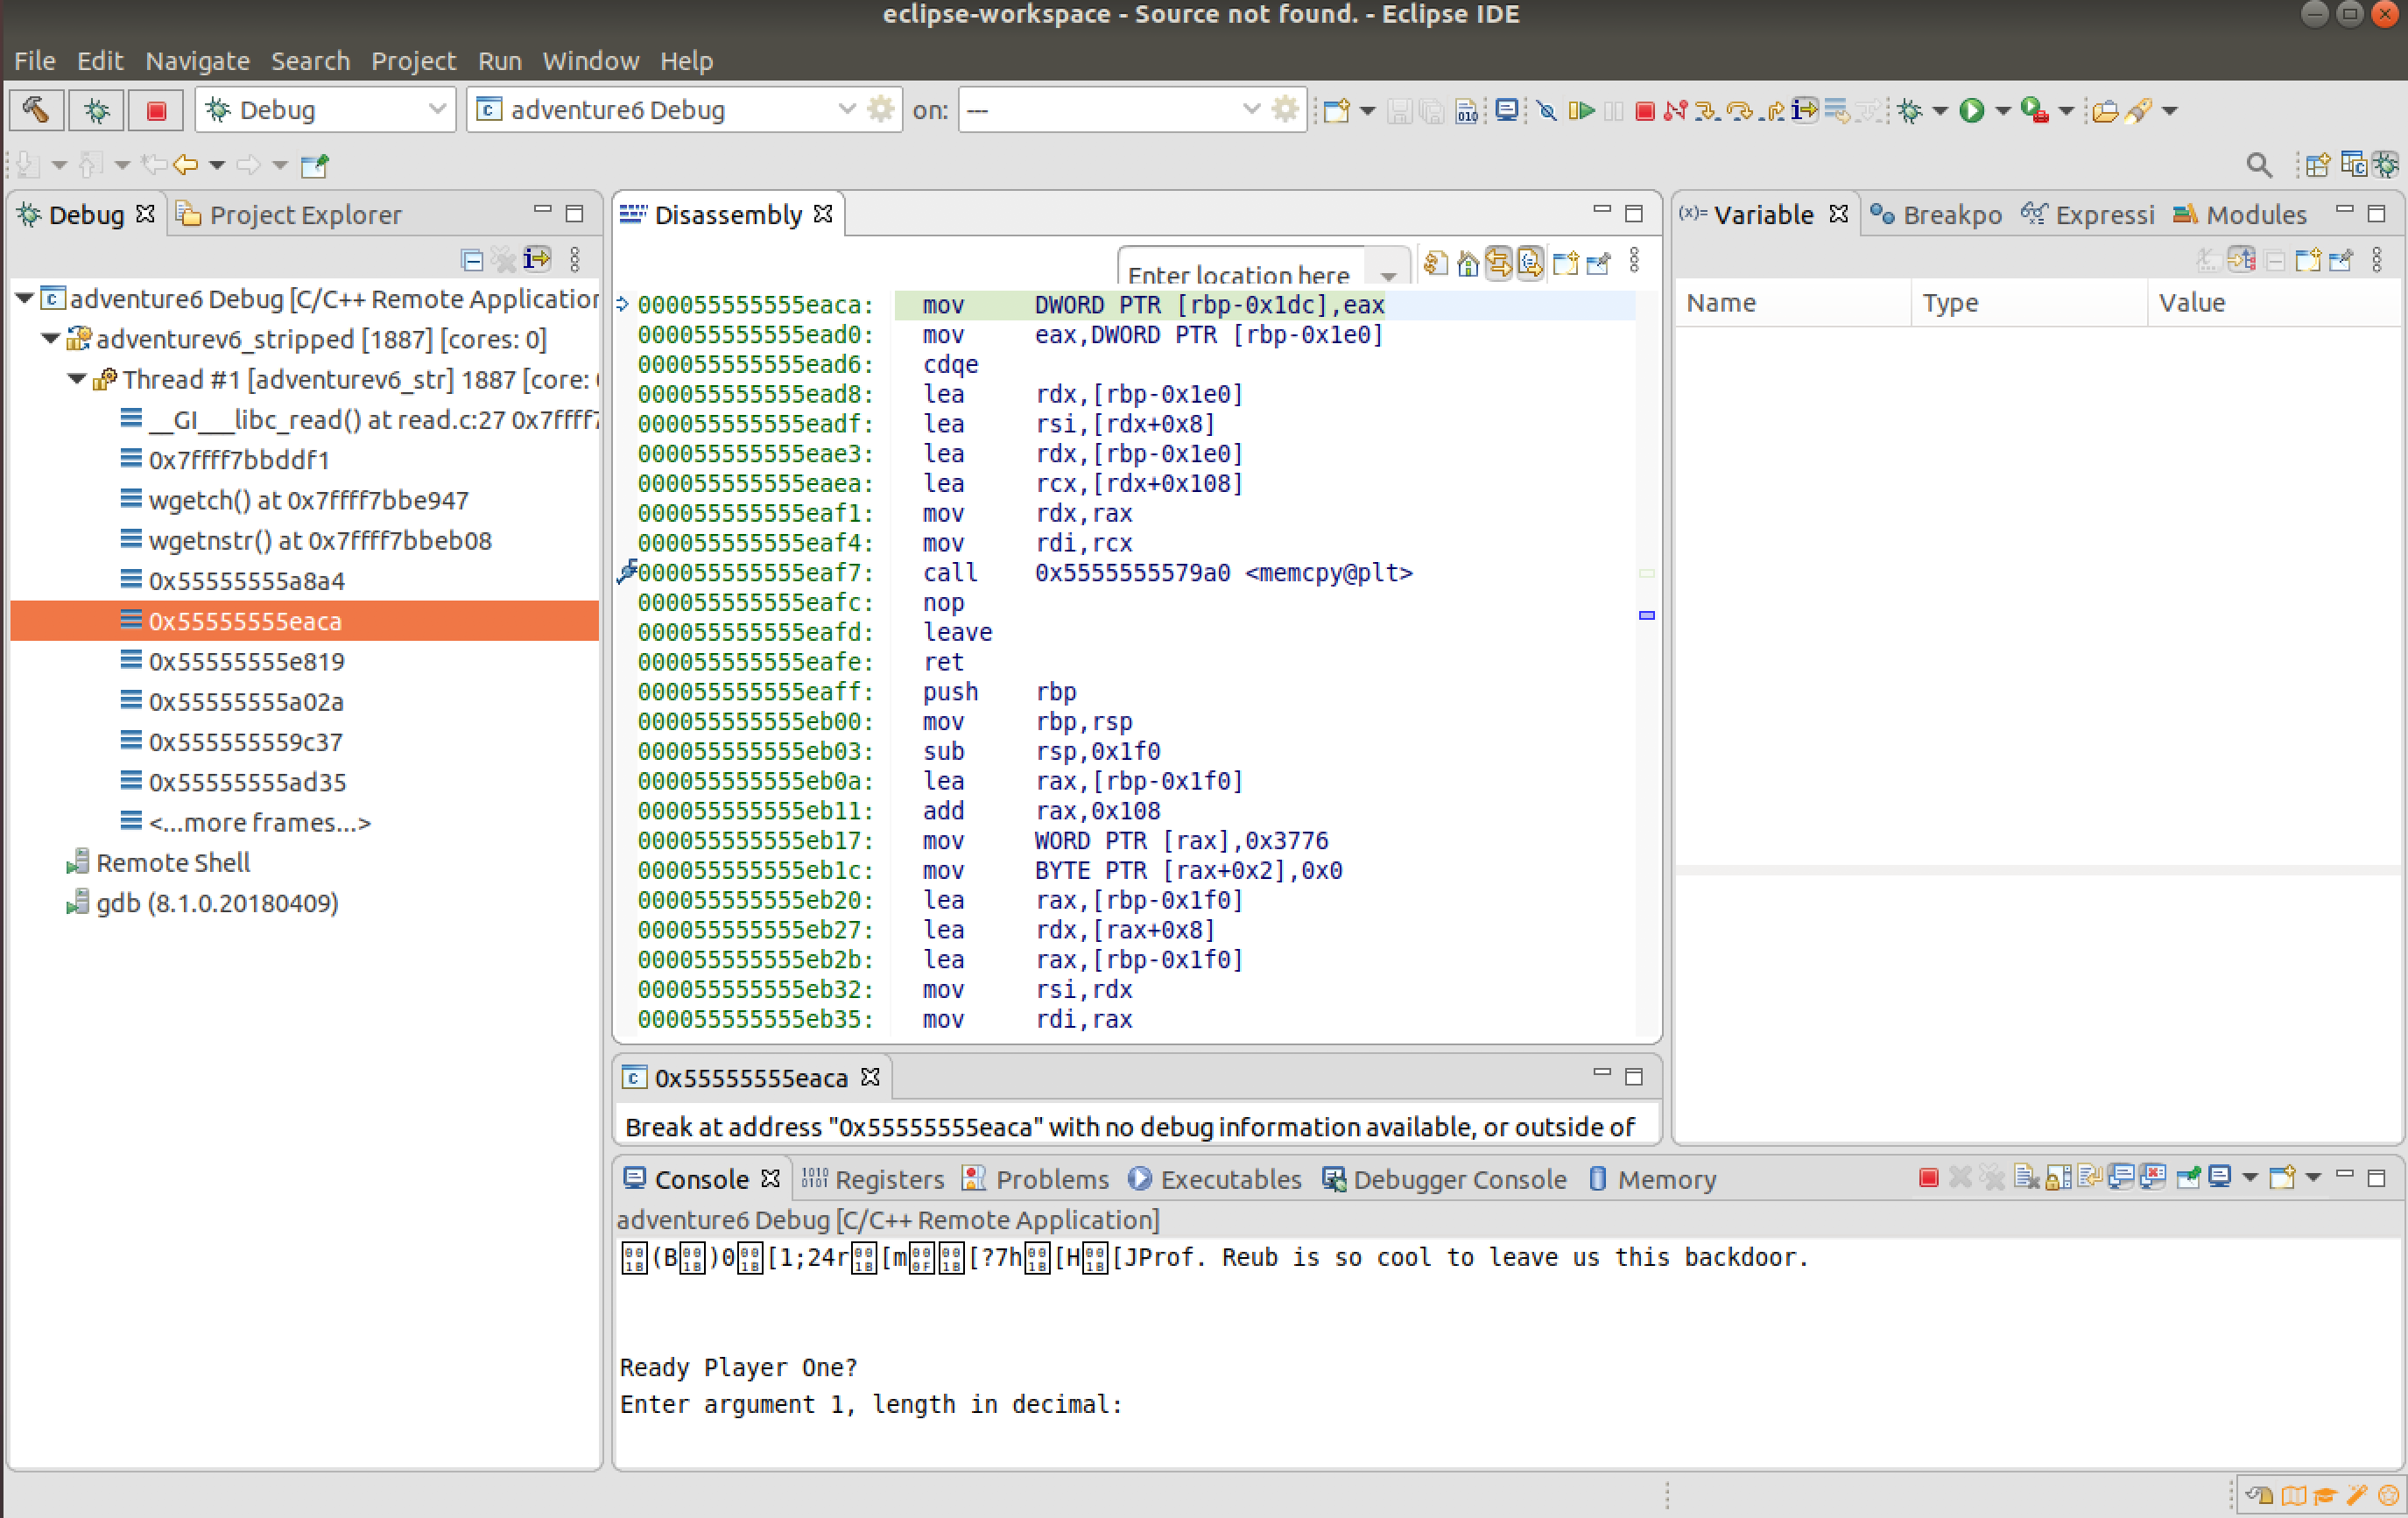 eclipse-workspace - Source not found. - Eclipse IDE
File Edit Navigate Search Project Run Window Help
Debug adventure6 Debug on: ---
Debug Project Explorer
adventure6 Debug [C/C++ Remote Application
adventurev6_stripped [1887] [cores: 0]
Thread #1 [adventurev6_str] 1887 [core: 
__GI___libc_read() at read.c:27 0x7ffff7
0x7ffff7bbddf1
wgetch() at 0x7ffff7bbe947
wgetnstr() at 0x7ffff7bbeb08
0x55555555a8a4
0x55555555eaca
0x55555555e819
0x55555555a02a
0x555555559c37
0x55555555ad35
<...more frames...>
Remote Shell
gdb (8.1.0.20180409)
Disassembly
Enter location here
000055555555eaca: mov DWORD PTR [rbp-0x1dc],eax
000055555555ead0: mov eax,DWORD PTR [rbp-0x1e0]
000055555555ead6: cdqe
000055555555ead8: lea rdx,[rbp-0x1e0]
000055555555eadf: lea rsi,[rdx+0x8]
000055555555eae3: lea rdx,[rbp-0x1e0]
000055555555eaea: lea rcx,[rdx+0x108]
000055555555eaf1: mov rdx,rax
000055555555eaf4: mov rdi,rcx
000055555555eaf7: call 0x5555555579a0 <memcpy@plt>
000055555555eafc: nop
000055555555eafd: leave
000055555555eafe: ret
000055555555eaff: push rbp
000055555555eb00: mov rbp,rsp
000055555555eb03: sub rsp,0x1f0
000055555555eb0a: lea rax,[rbp-0x1f0]
000055555555eb11: add rax,0x108
000055555555eb17: mov WORD PTR [rax],0x3776
000055555555eb1c: mov BYTE PTR [rax+0x2],0x0
000055555555eb20: lea rax,[rbp-0x1f0]
000055555555eb27: lea rdx,[rax+0x8]
000055555555eb2b: lea rax,[rbp-0x1f0]
000055555555eb32: mov rsi,rdx
000055555555eb35: mov rdi,rax
0x55555555eaca
Break at address "0x55555555eaca" with no debug information available, or outside of
(x)= Variable Breakpo Expressi Modules
Name Type Value
Console Registers Problems Executables Debugger Console Memory
adventure6 Debug [C/C++ Remote Application]
001B(B001B)0001B[1;24r001B[m000F001B[?7h001B[H001B[JProf. Reub is so cool to leave us this backdoor.
Ready Player One?
Enter argument 1, length in decimal: